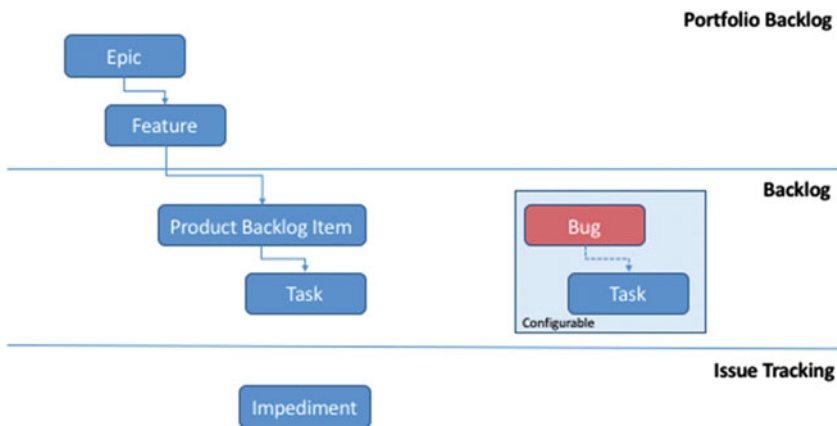 Portfolio Backlog
Epic
Feature
Backlog
Product Backlog Item
Bug
Task
Task
Configurable
Issue Tracking
Impediment